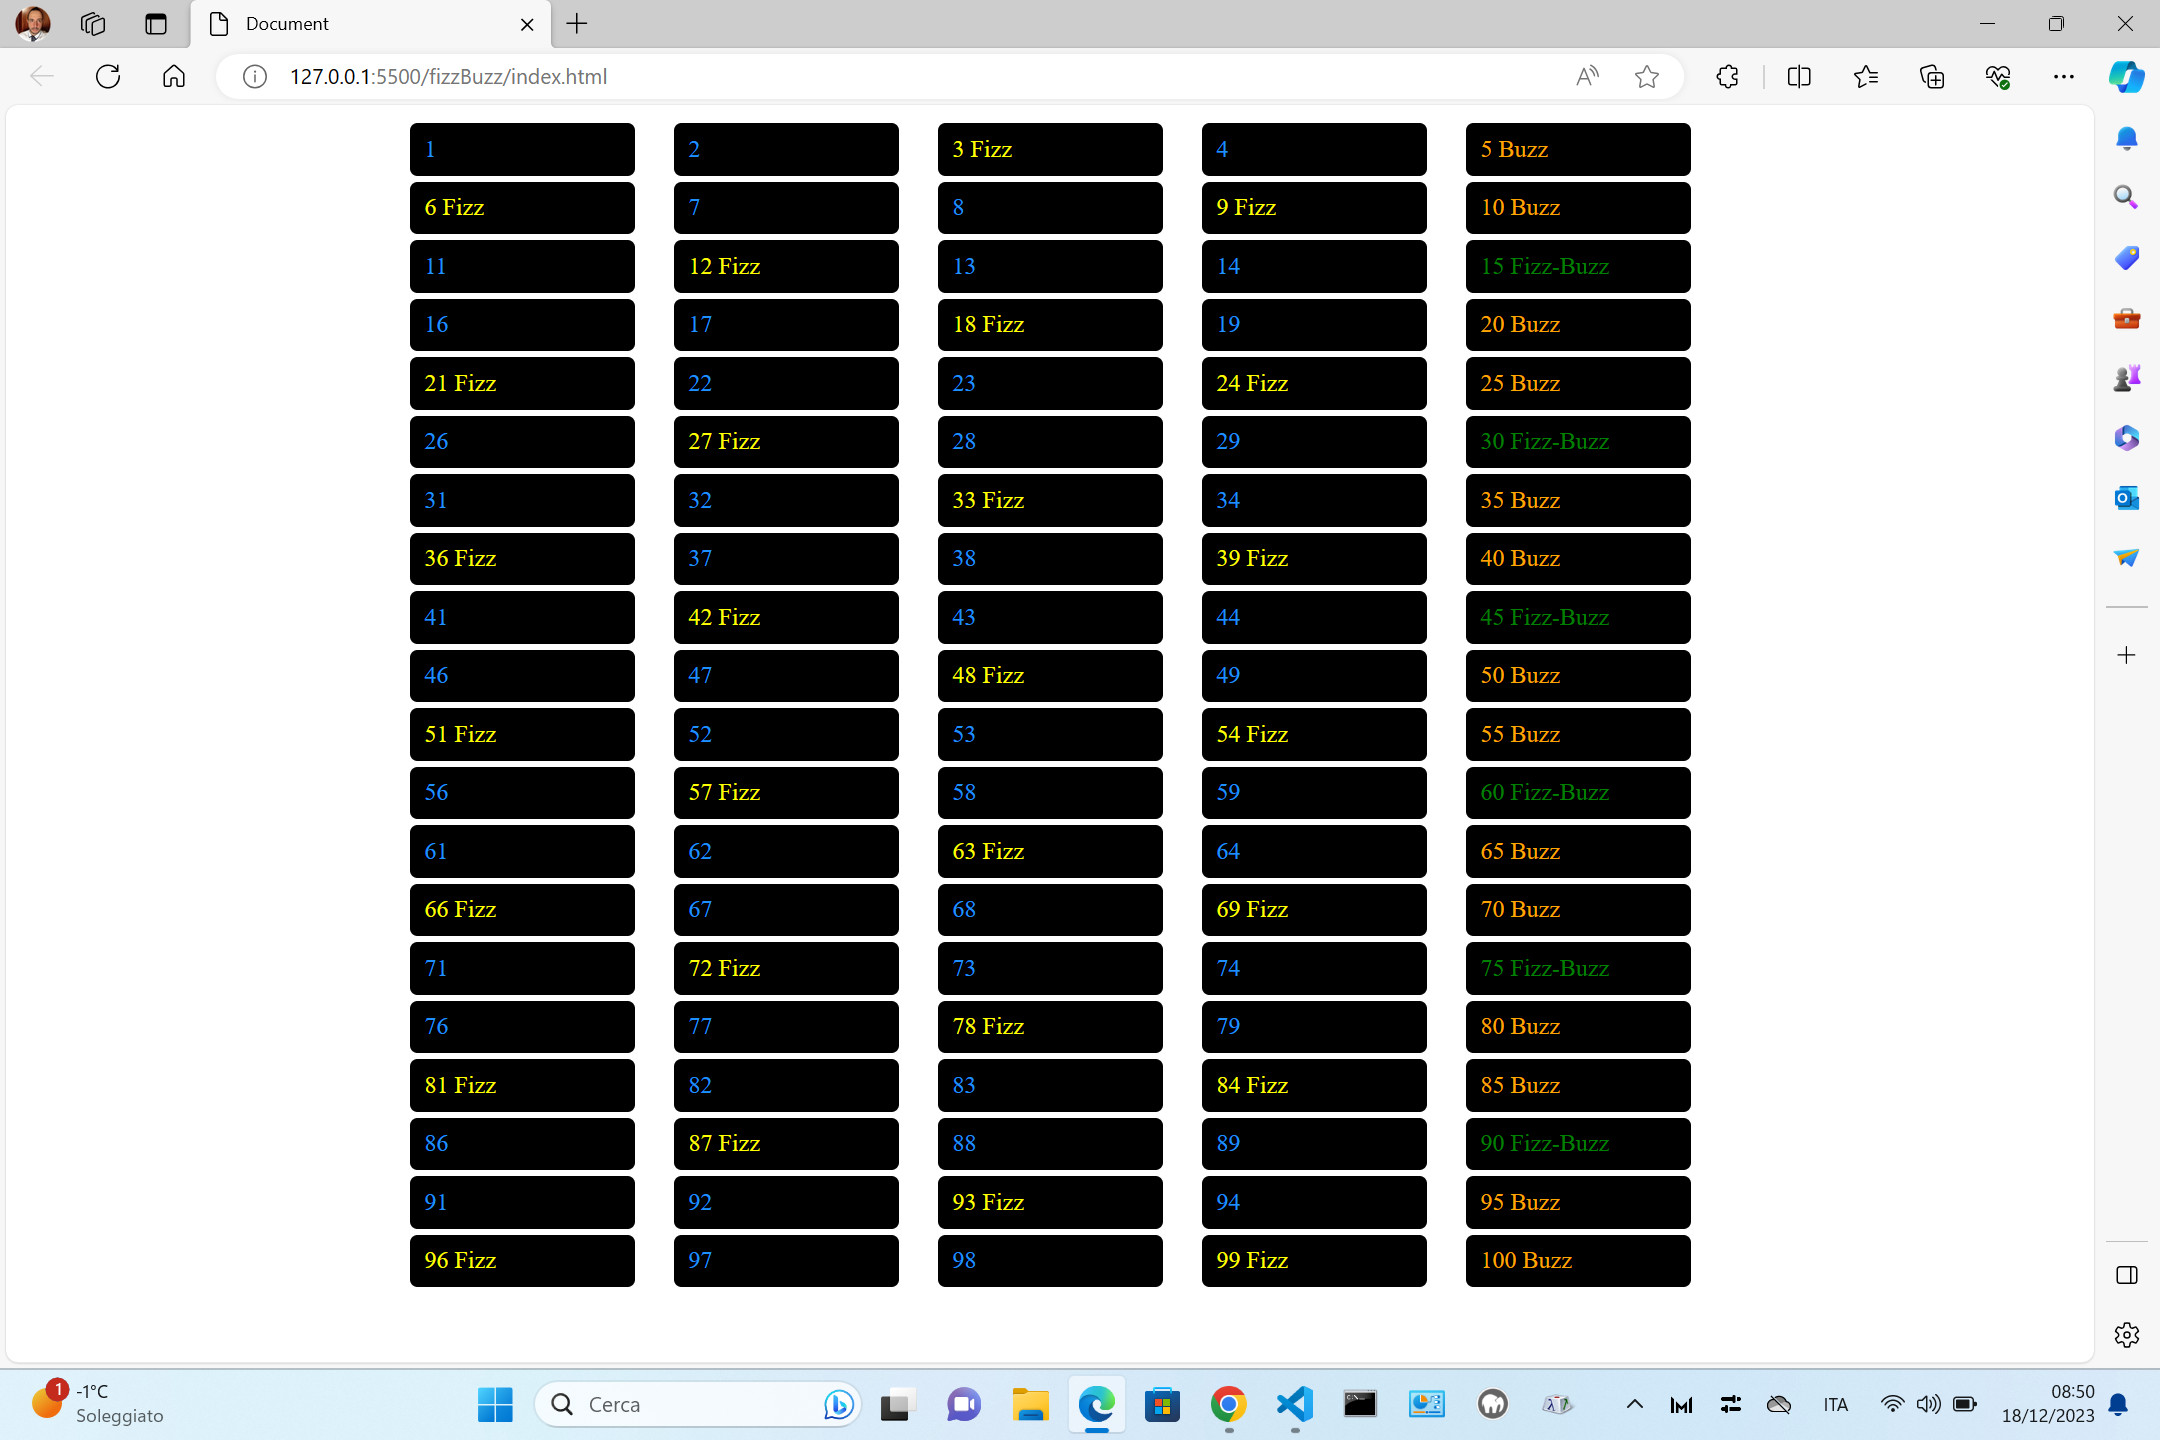 Document
127.0.0.1:5500/fizzBuzz/index.html
1 2 3 Fizz 4 5 Buzz
6 Fizz 7 8 9 Fizz 10 Buzz
11 12 Fizz 13 14 15 Fizz-Buzz
16 17 18 Fizz 19 20 Buzz
21 Fizz 22 23 24 Fizz 25 Buzz
26 27 Fizz 28 29 30 Fizz-Buzz
31 32 33 Fizz 34 35 Buzz
36 Fizz 37 38 39 Fizz 40 Buzz
41 42 Fizz 43 44 45 Fizz-Buzz
46 47 48 Fizz 49 50 Buzz
51 Fizz 52 53 54 Fizz 55 Buzz
56 57 Fizz 58 59 60 Fizz-Buzz
61 62 63 Fizz 64 65 Buzz
66 Fizz 67 68 69 Fizz 70 Buzz
71 72 Fizz 73 74 75 Fizz-Buzz
76 77 78 Fizz 79 80 Buzz
81 Fizz 82 83 84 Fizz 85 Buzz
86 87 Fizz 88 89 90 Fizz-Buzz
91 92 93 Fizz 94 95 Buzz
96 Fizz 97 98 99 Fizz 100 Buzz
1
-1°C
Soleggiato
Cerca
ITA
08:50
18/12/2023